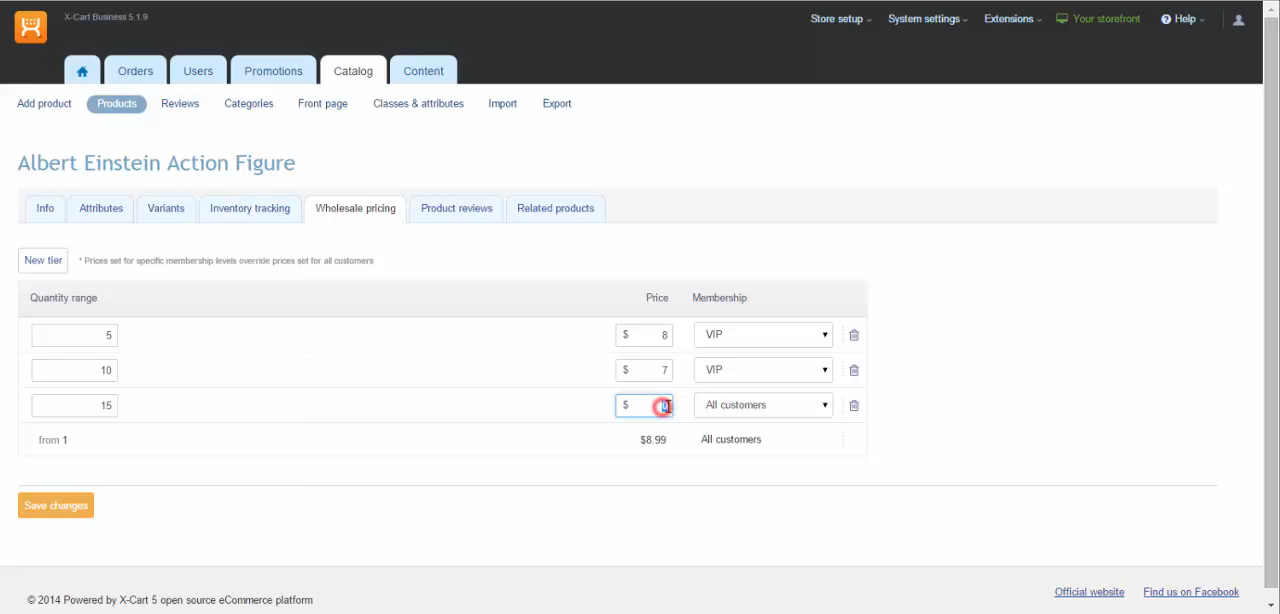 X-Cart Business 5.1.9
Store setup System settings Extensions Your storefront Help
Orders Users Promotions Catalog Content
Add product Products Reviews Categories Front page Classes & attributes Import Export
Albert Einstein Action Figure
Info Attributes Variants Inventory tracking Wholesale pricing Product reviews Related products
New tier * Prices set for specific membership levels override prices set for all customers
Quantity range Price Membership
5 $ 8 VIP
10 $ 7 VIP
15 $ All customers
from 1 $8.99 All customers
Save changes
© 2014 Powered by X-Cart 5 open source eCommerce platform Official website Find us on Facebook